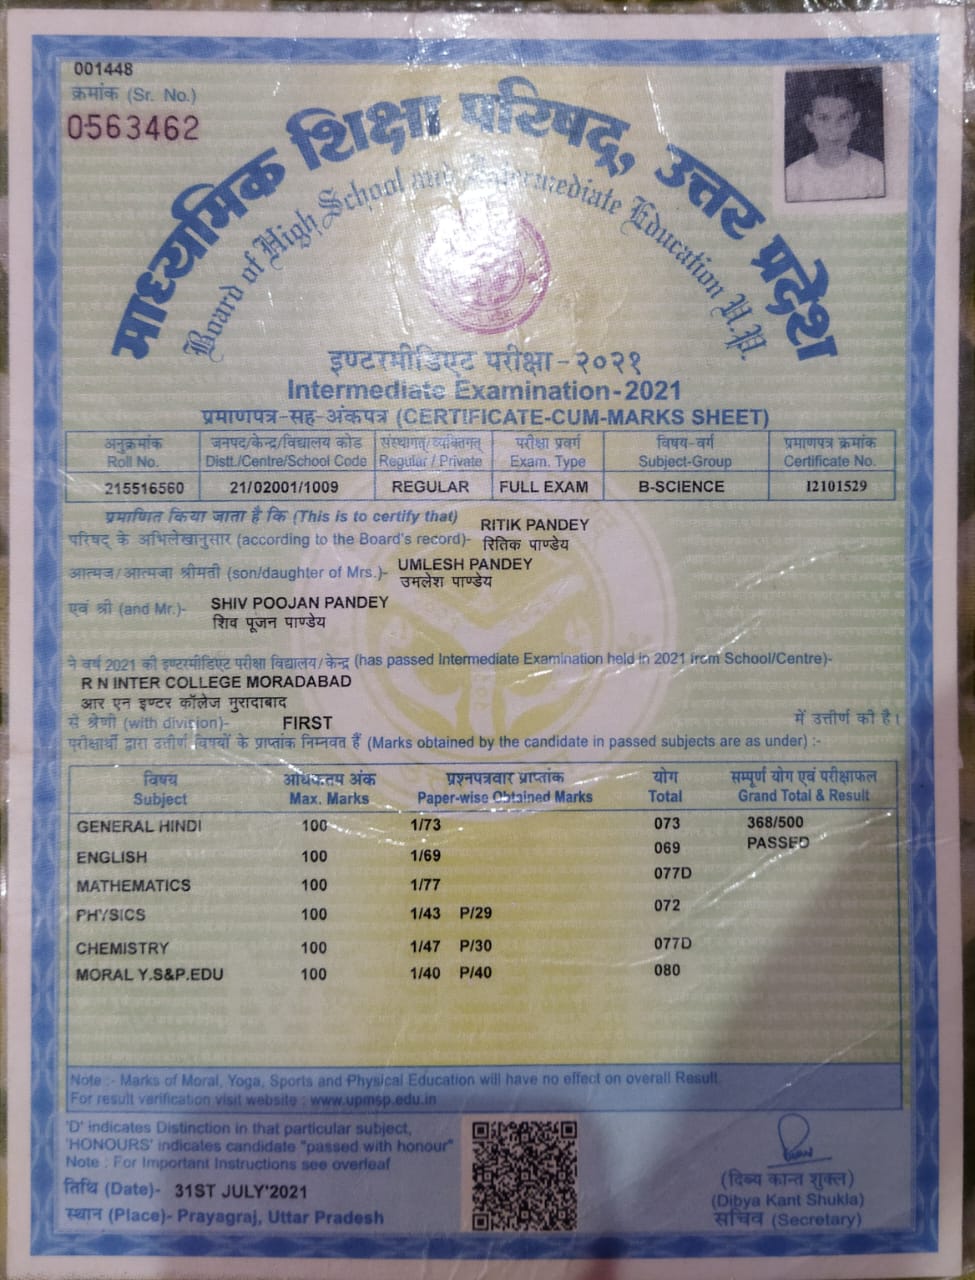 001448
क्रमांक (Sr. No.)
0563462
माध्यमिक शिक्षा परिषद्, उत्तर प्रदेश
Board of High School and Intermediate Education U.P.
इण्टरमीडिएट परीक्षा-२०२१
Intermediate Examination-2021
प्रमाणपत्र-सह-अंकपत्र (CERTIFICATE-CUM-MARKS SHEET)
अनुक्रमांक जनपद/केन्द्र/विद्यालय कोड संस्थागत/व्यक्तिगत परीक्षा प्रवर्ग विषय-वर्ग प्रमाणपत्र क्रमांक
Roll No. Distt./Centre/School Code Regular / Private Exam. Type Subject-Group Certificate No.
215516560 21/02001/1009 REGULAR FULL EXAM B-SCIENCE I2101529
प्रमाणित किया जाता है कि (This is to certify that) RITIK PANDEY
परिषद् के अभिलेखानुसार (according to the Board's record)- रितिक पाण्डेय
आत्मज/आत्मजा श्रीमती (son/daughter of Mrs.)- UMLESH PANDEY
उमलेश पाण्डेय
एवं श्री (and Mr.)- SHIV POOJAN PANDEY
शिव पूजन पाण्डेय
ने वर्ष 2021 की इण्टरमीडिएट परीक्षा विद्यालय/केन्द्र (has passed Intermediate Examination held in 2021 from School/Centre)-
R N INTER COLLEGE MORADABAD
आर एन इण्टर कॉलेज मुरादाबाद
से श्रेणी (with division)- FIRST में उत्तीर्ण की है।
परीक्षार्थी द्वारा उत्तीर्ण विषयों के प्राप्तांक निम्नवत हैं (Marks obtained by the candidate in passed subjects are as under) :-
विषय अधिकतम अंक प्रश्नपत्रवार प्राप्तांक योग सम्पूर्ण योग एवं परीक्षाफल
Subject Max. Marks Paper-wise Obtained Marks Total Grand Total & Result
GENERAL HINDI 100 1/73 073 368/500
PASSED
ENGLISH 100 1/69 069
MATHEMATICS 100 1/77 077D
PHYSICS 100 1/43 P/29 072
CHEMISTRY 100 1/47 P/30 077D
MORAL Y.S&P.EDU 100 1/40 P/40 080
Note :- Marks of Moral, Yoga, Sports and Physical Education will have no effect on overall Result.
For result verification visit website : www.upmsp.edu.in
'D' indicates Distinction in that particular subject,
'HONOURS' indicates candidate "passed with honour"
Note : For Important Instructions see overleaf
तिथि (Date)- 31ST JULY'2021
स्थान (Place)- Prayagraj, Uttar Pradesh
(दिब्य कान्त शुक्ल)
(Dibya Kant Shukla)
सचिव (Secretary)